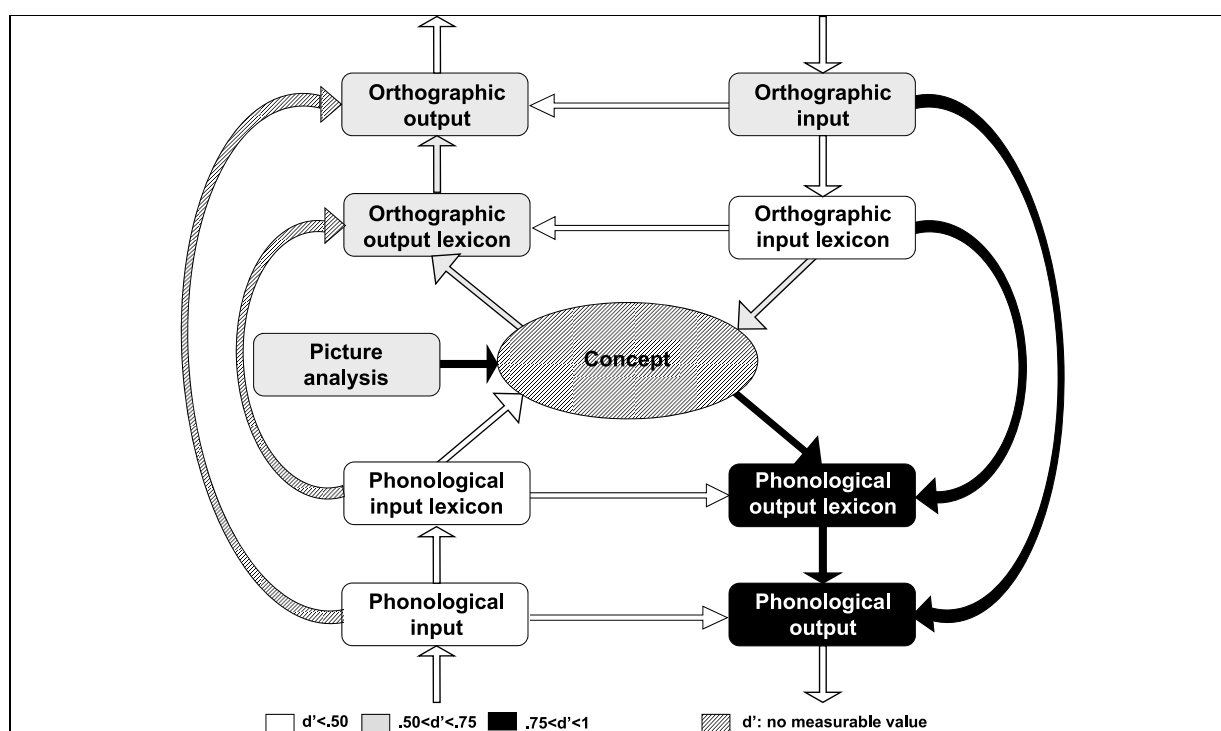 Orthographic
output
Orthographic
input
Orthographic
output lexicon
Orthographic
input lexicon
Picture
analysis
Concept
Phonological
input lexicon
Phonological
output lexicon
Phonological
input
Phonological
output
d'<.50
.50<d'<.75
.75<d'<1
d': no measurable value